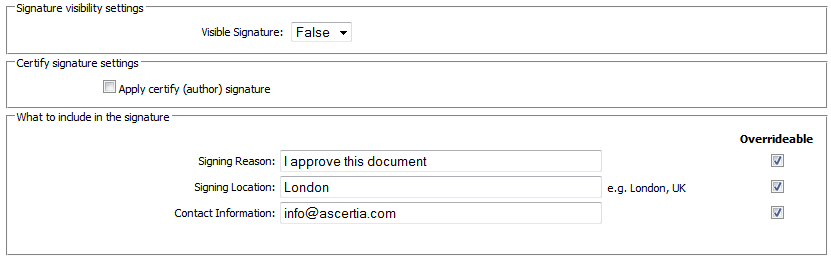 Signature visibility settings
Visible Signature: False
Certify signature settings
Apply certify (author) signature
What to include in the signature
Overrideable
Signing Reason: I approve this document
Signing Location: London e.g. London, UK
Contact Information: info@ascertia.com